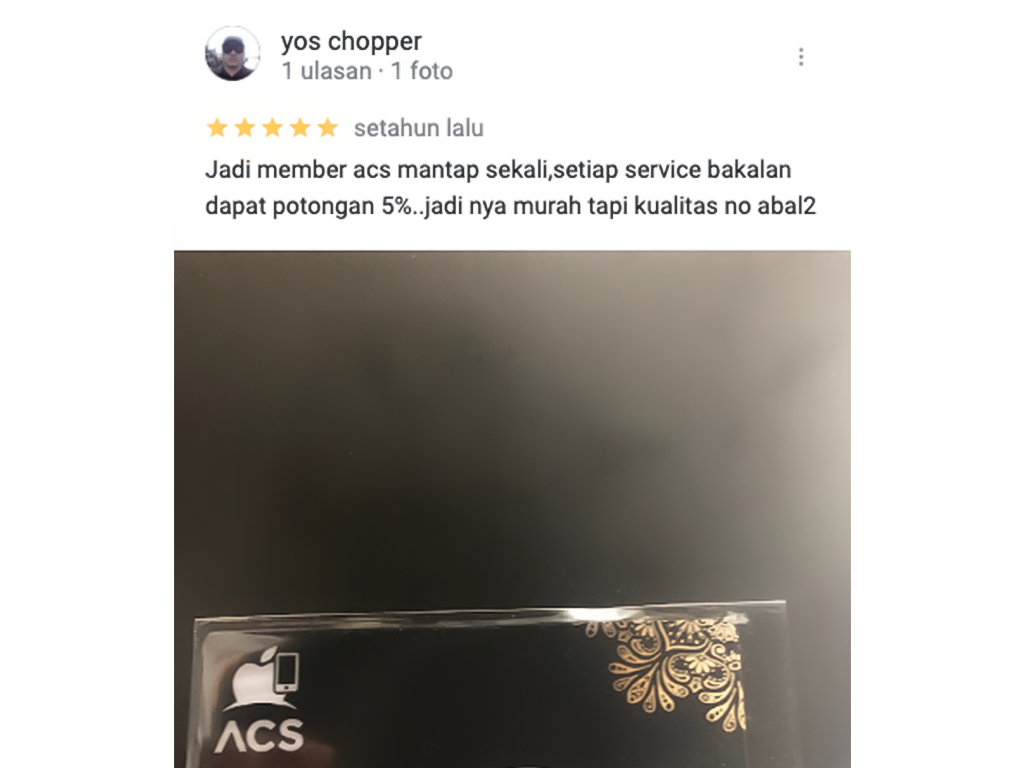 yos chopper
1 ulasan · 1 foto
setahun lalu
Jadi member acs mantap sekali,setiap service bakalan
dapat potongan 5%..jadi nya murah tapi kualitas no abal2
ACS